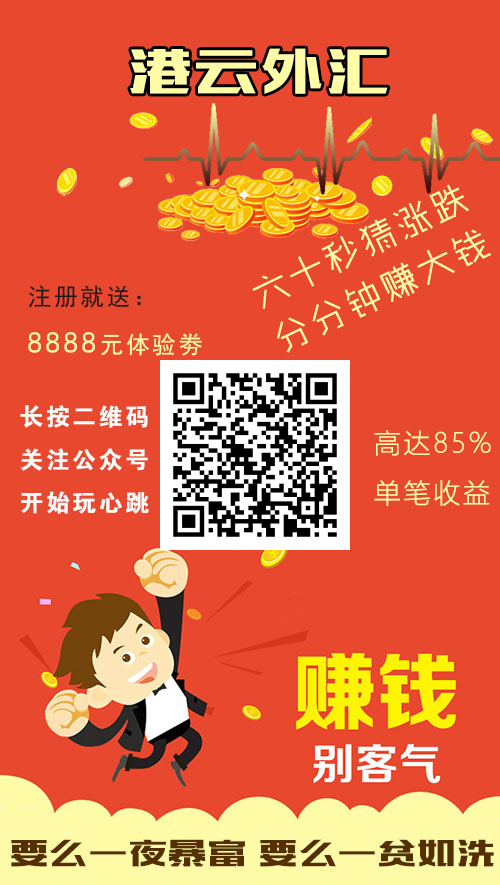 港云外汇
六十秒猜涨跌
分分钟赚大钱
注册就送：
8888元体验劵
长按二维码
关注公众号
开始玩心跳
高达85%
单笔收益
赚钱
别客气
要么一夜暴富 要么一贫如洗